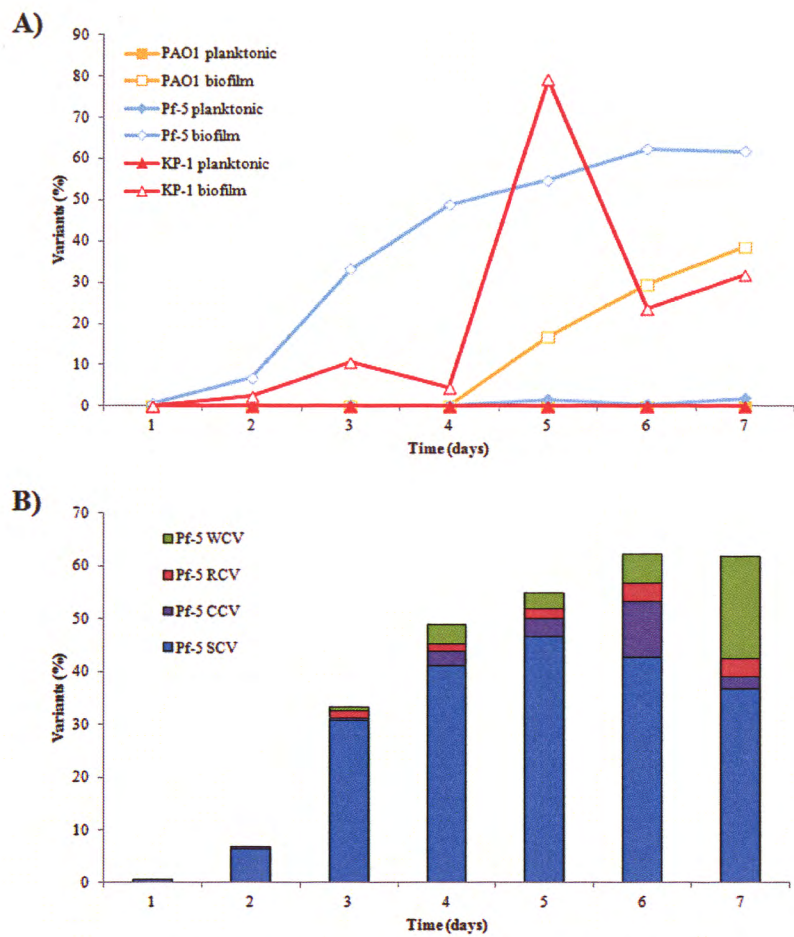 A)
100
90
80
70
60
50
40
30
20
10
0
Variants (%)
PAO1 planktonic
PAO1 biofilm
Pf-5 planktonic
Pf-5 biofilm
KP-1 planktonic
KP-1 biofilm
1 2 3 4 5 6 7
Time (days)
B)
70
60
50
40
30
20
10
0
Variants (%)
Pf-5 WCV
Pf-5 RCV
Pf-5 CCV
Pf-5 SCV
1 2 3 4 5 6 7
Time (days)